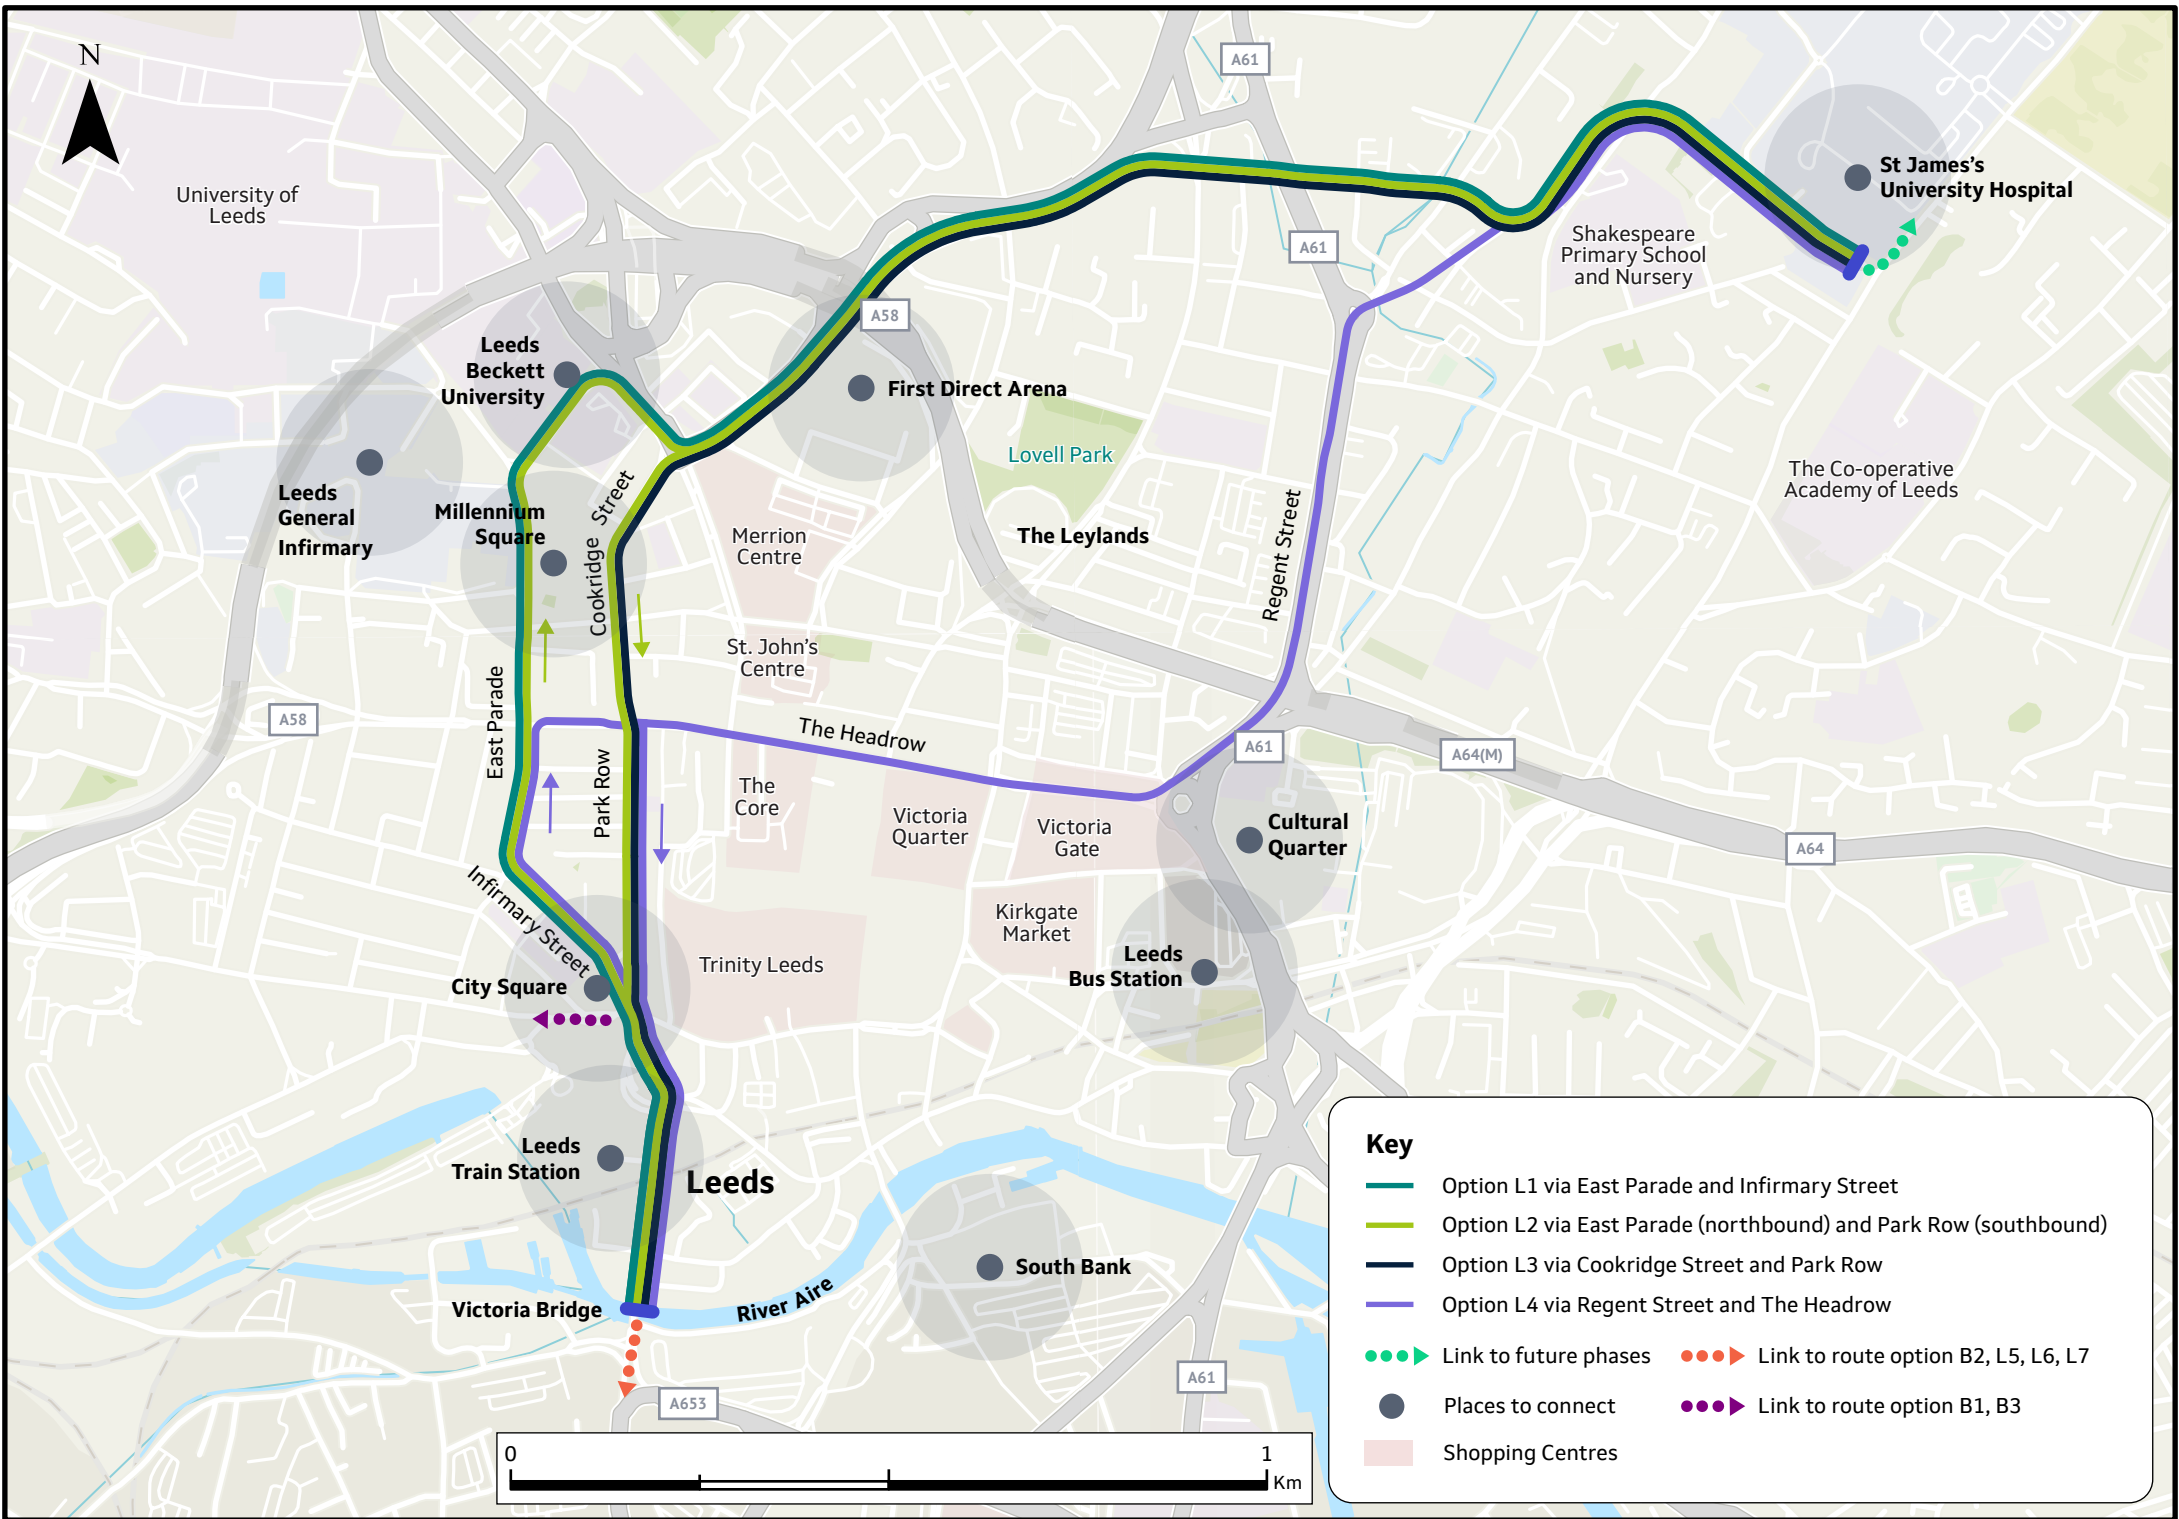 N
A61
St James's
University Hospital
University of
Leeds
Shakespeare
Primary School
and Nursery
A61
A58
Leeds
Beckett
University
First Direct Arena
Lovell Park
The Co-operative
Academy of Leeds
Leeds
General
Infirmary
Millennium
Square
Cookridge Street
Merrion
Centre
The Leylands
Regent Street
St. John's
Centre
East Parade
A58
The Headrow
A61
A64(M)
Park Row
The
Core
Victoria
Quarter
Victoria
Gate
Cultural
Quarter
A64
Infirmary Street
Kirkgate
Market
Trinity Leeds
Leeds
Bus Station
City Square
Leeds
Train Station
Leeds
South Bank
Victoria Bridge
River Aire
A61
A653
0 1
Km
Key
Option L1 via East Parade and Infirmary Street
Option L2 via East Parade (northbound) and Park Row (southbound)
Option L3 via Cookridge Street and Park Row
Option L4 via Regent Street and The Headrow
Link to future phases
Link to route option B2, L5, L6, L7
Places to connect
Link to route option B1, B3
Shopping Centres